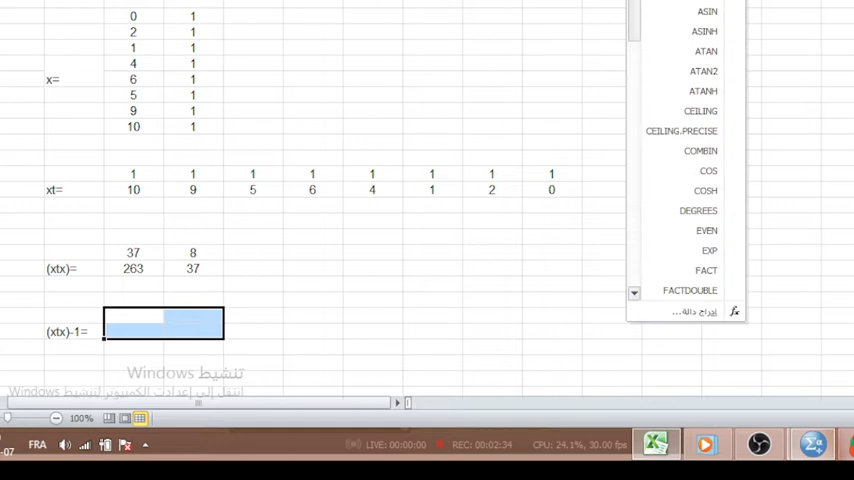 0 1
2 1
1 1
4 1
x= 6 1
5 1
9 1
10 1
1 1 1 1 1 1 1 1
xt= 10 9 5 6 4 1 2 0
37 8
(xtx)= 263 37
(xtx)-1=
ASIN
ASINH
ATAN
ATAN2
ATANH
CEILING
CEILING.PRECISE
COMBIN
COS
COSH
DEGREES
EVEN
EXP
FACT
FACTDOUBLE
إدراج دالة...
fx
تنشيط Windows
انتقل إلى إعدادات الكمبيوتر لتنشيط Windows
100%
FRA
LIVE: 00:00:00 REC: 00:02:34 CPU: 24.1%, 30.00 fps
-07